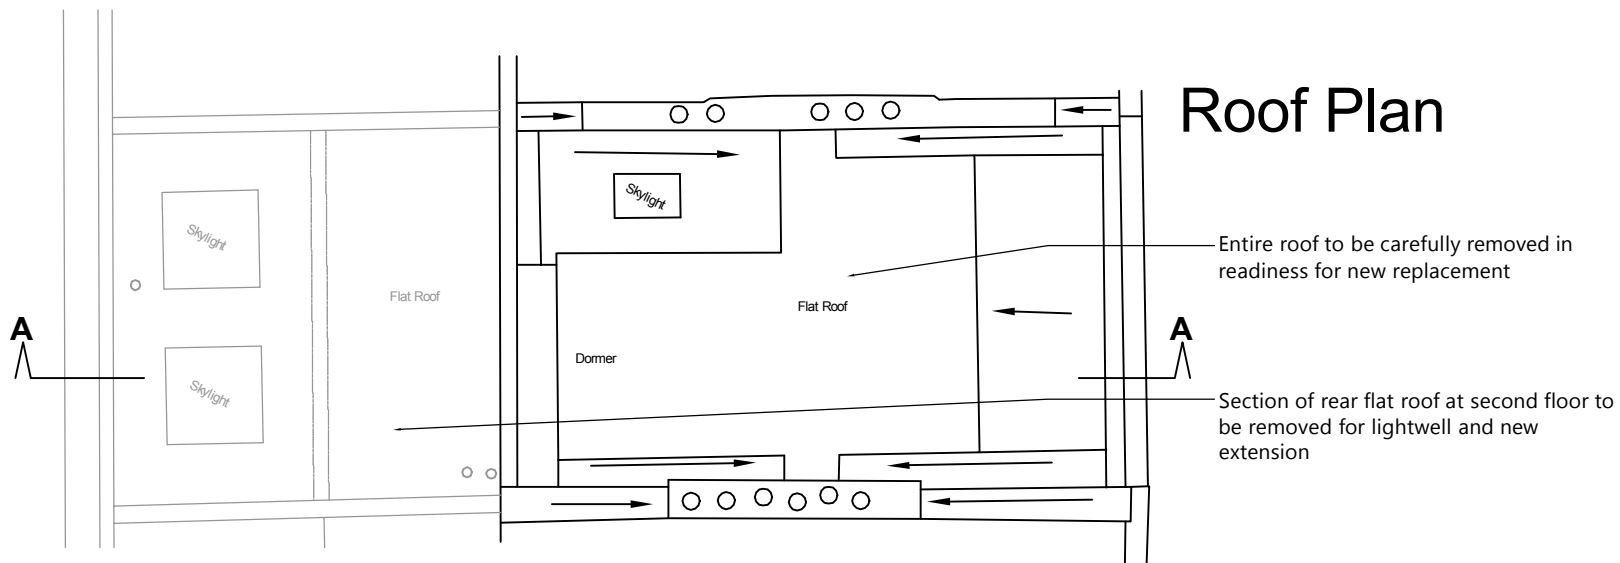 Roof Plan
Skylight
Skylight
Entire roof to be carefully removed in
readiness for new replacement
Flat Roof
Flat Roof
A
A
Dormer
Skylight
Section of rear flat roof at second floor to
be removed for lightwell and new
extension